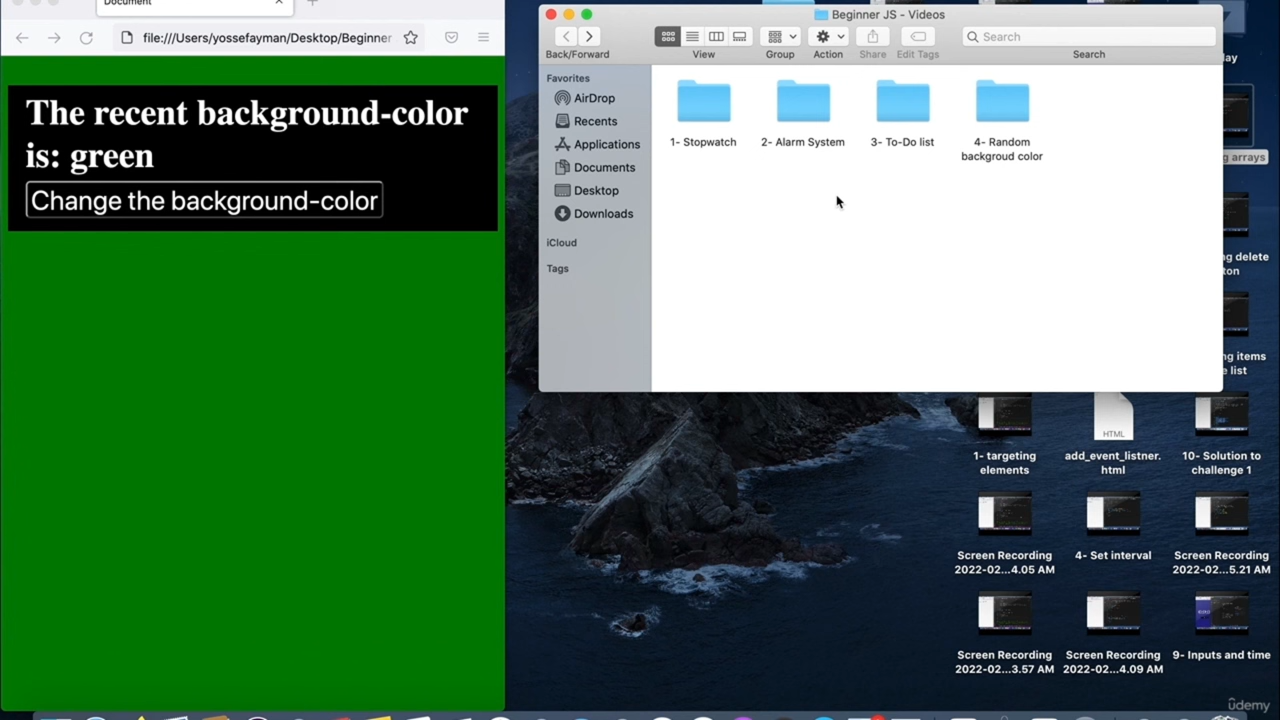 Document
file:///Users/yossefayman/Desktop/Beginner
The recent background-color
is: green
Change the background-color
Beginner JS - Videos
Back/Forward
View
Group
Action
Share
Edit Tags
Search
Search
Favorites
AirDrop
Recents
Applications
Documents
Desktop
Downloads
iCloud
Tags
1- Stopwatch
2- Alarm System
3- To-Do list
4- Random
backgroud color
lay
g arrays
ng delete
ton
ng items
e list
1- targeting
elements
HTML
add_event_listner.
html
10- Solution to
challenge 1
Screen Recording
2022-02...4.05 AM
4- Set interval
Screen Recording
2022-02...5.21 AM
Screen Recording
2022-02...3.57 AM
Screen Recording
2022-02...4.09 AM
9- Inputs and time
ûdemy